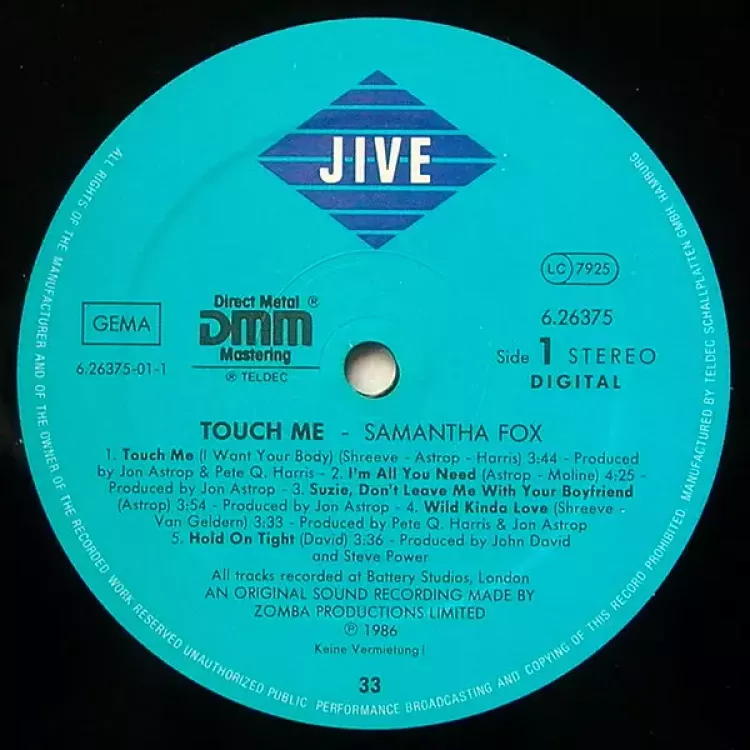 JIVE
LC 7925
GEMA
6.26375-01-1
Direct Metal ®
DMM
Mastering
® TELDEC
6.26375
Side 1 STEREO
DIGITAL
TOUCH ME - SAMANTHA FOX
1. Touch Me (I Want Your Body) (Shreeve - Astrop - Harris) 3:44 - Produced
by Jon Astrop & Pete Q. Harris - 2. I'm All You Need (Astrop - Moline) 4:25 -
Produced by Jon Astrop - 3. Suzie, Don't Leave Me With Your Boyfriend
(Astrop) 3:54 - Produced by Jon Astrop - 4. Wild Kinda Love (Shreeve -
Van Geldern) 3:33 - Produced by Pete Q. Harris & Jon Astrop
5. Hold On Tight (David) 3:36 - Produced by John David
and Steve Power
All tracks recorded at Battery Studios, London
AN ORIGINAL SOUND RECORDING MADE BY
ZOMBA PRODUCTIONS LIMITED
℗ 1986
Keine Vermietung!
33
ALL RIGHTS OF THE MANUFACTURER AND OF THE OWNER OF THE RECORDED WORK RESERVED UNAUTHORIZED PUBLIC PERFORMANCE BROADCASTING AND COPYING OF THIS RECORD PROHIBITED MANUFACTURED BY TELDEC SCHALLPLATTEN GMBH HAMBURG